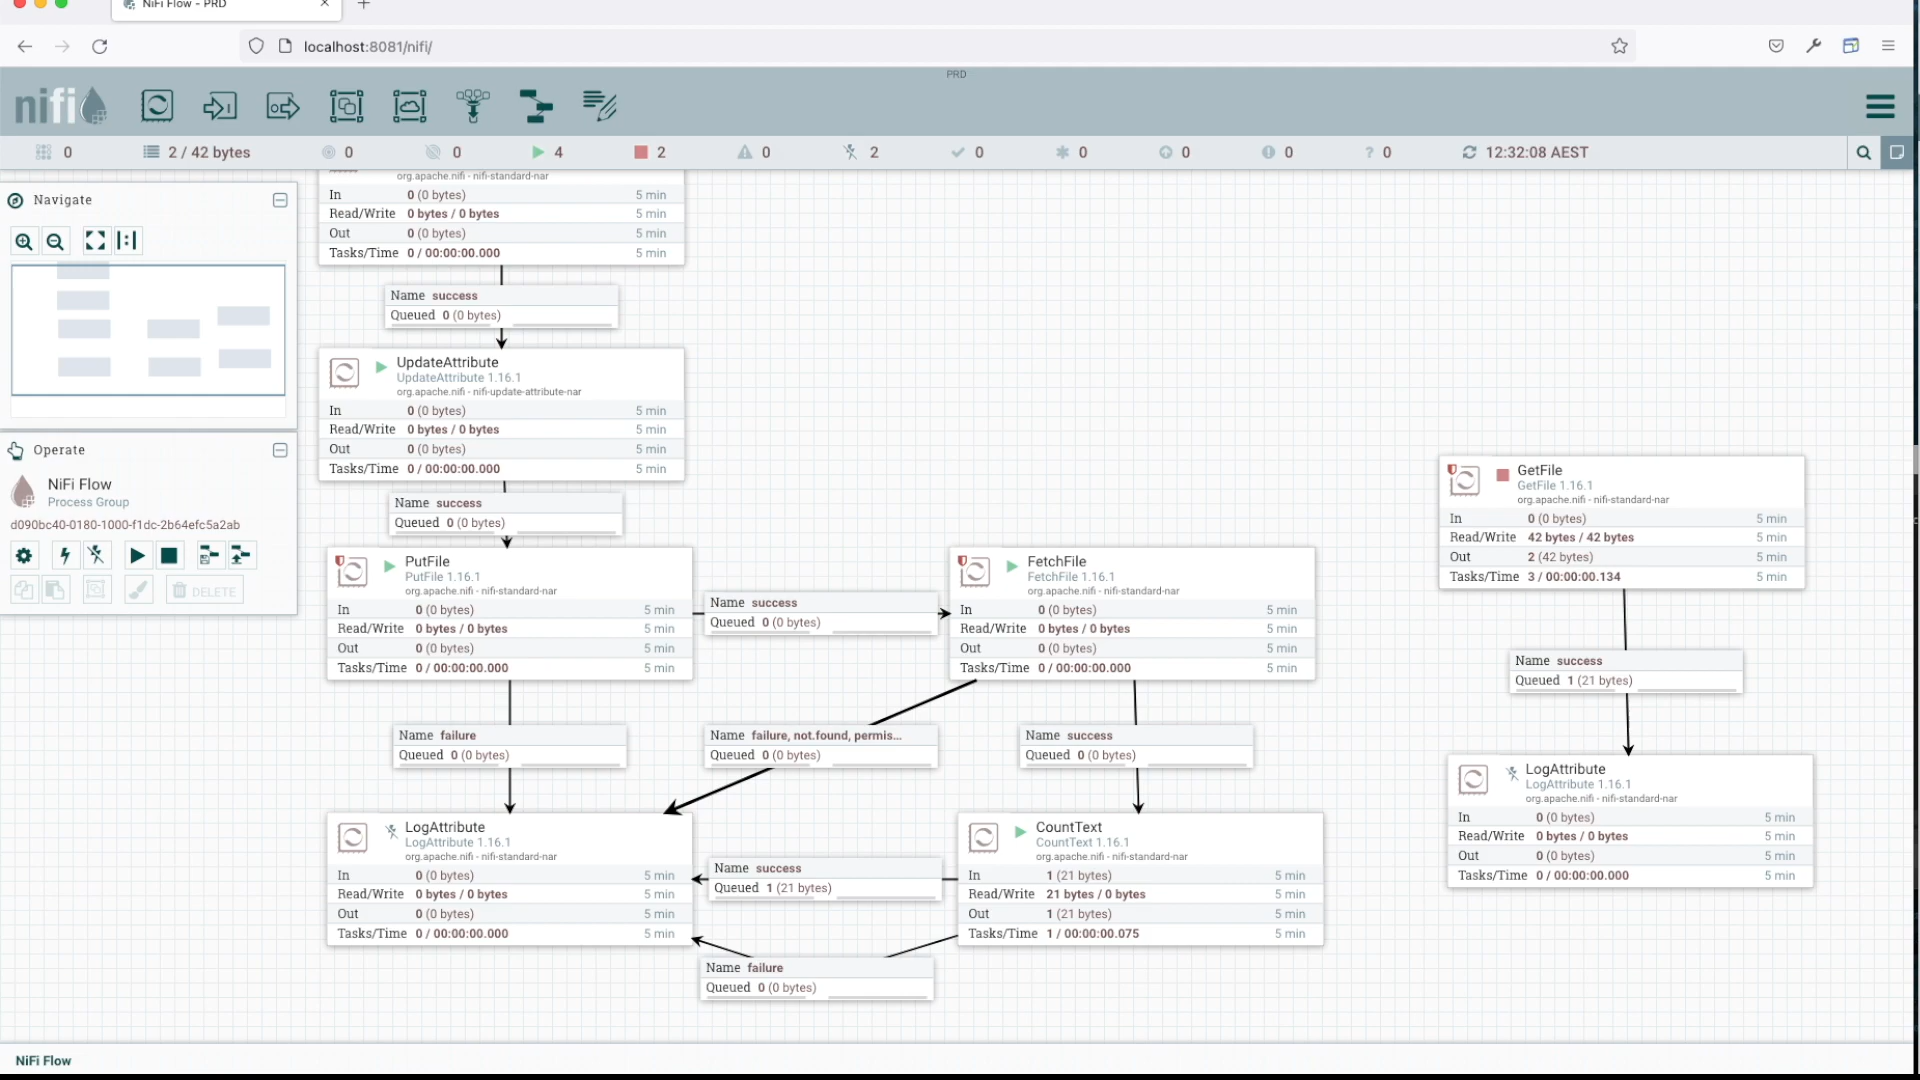 NiFi Flow - PRD
localhost:8081/nifi/
PRD
nifi
0
2 / 42 bytes
0
0
4
2
0
2
0
0
0
0
? 0
12:32:08 AEST
Navigate
Operate
NiFi Flow
Process Group
d090bc40-0180-1000-f1dc-2b64efc5a2ab
DELETE
org.apache.nifi - nifi-standard-nar
In 0 (0 bytes) 5 min
Read/Write 0 bytes / 0 bytes 5 min
Out 0 (0 bytes) 5 min
Tasks/Time 0 / 00:00:00.000 5 min
Name success
Queued 0 (0 bytes)
UpdateAttribute
UpdateAttribute 1.16.1
org.apache.nifi - nifi-update-attribute-nar
In 0 (0 bytes) 5 min
Read/Write 0 bytes / 0 bytes 5 min
Out 0 (0 bytes) 5 min
Tasks/Time 0 / 00:00:00.000 5 min
Name success
Queued 0 (0 bytes)
PutFile
PutFile 1.16.1
org.apache.nifi - nifi-standard-nar
In 0 (0 bytes) 5 min
Read/Write 0 bytes / 0 bytes 5 min
Out 0 (0 bytes) 5 min
Tasks/Time 0 / 00:00:00.000 5 min
Name success
Queued 0 (0 bytes)
FetchFile
FetchFile 1.16.1
org.apache.nifi - nifi-standard-nar
In 0 (0 bytes) 5 min
Read/Write 0 bytes / 0 bytes 5 min
Out 0 (0 bytes) 5 min
Tasks/Time 0 / 00:00:00.000 5 min
GetFile
GetFile 1.16.1
org.apache.nifi - nifi-standard-nar
In 0 (0 bytes) 5 min
Read/Write 42 bytes / 42 bytes 5 min
Out 2 (42 bytes) 5 min
Tasks/Time 3 / 00:00:00.134 5 min
Name success
Queued 1 (21 bytes)
Name failure
Queued 0 (0 bytes)
Name failure, not.found, permis...
Queued 0 (0 bytes)
Name success
Queued 0 (0 bytes)
LogAttribute
LogAttribute 1.16.1
org.apache.nifi - nifi-standard-nar
In 0 (0 bytes) 5 min
Read/Write 0 bytes / 0 bytes 5 min
Out 0 (0 bytes) 5 min
Tasks/Time 0 / 00:00:00.000 5 min
LogAttribute
LogAttribute 1.16.1
org.apache.nifi - nifi-standard-nar
In 0 (0 bytes) 5 min
Read/Write 0 bytes / 0 bytes 5 min
Out 0 (0 bytes) 5 min
Tasks/Time 0 / 00:00:00.000 5 min
Name success
Queued 1 (21 bytes)
CountText
CountText 1.16.1
org.apache.nifi - nifi-standard-nar
In 1 (21 bytes) 5 min
Read/Write 21 bytes / 0 bytes 5 min
Out 1 (21 bytes) 5 min
Tasks/Time 1 / 00:00:00.075 5 min
Name failure
Queued 0 (0 bytes)
NiFi Flow